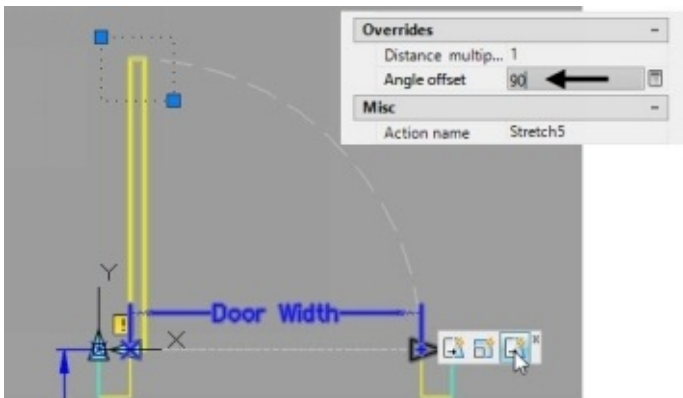 Overrides
Distance multip... 1
Angle offset 90
Misc
Action name Stretch5
Y
Door Width
!
X